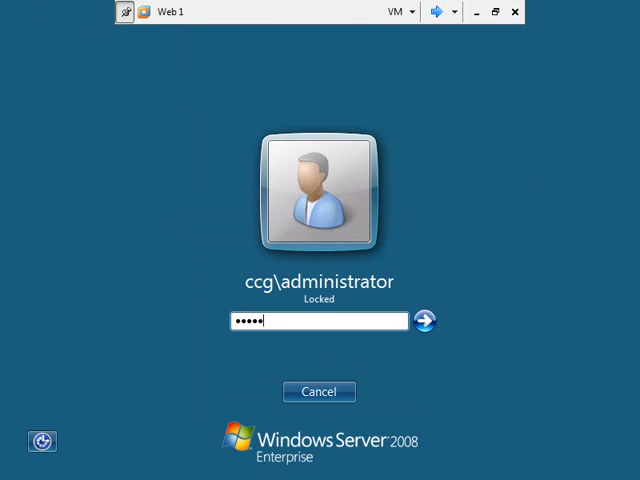 Web 1
VM
ccg\administrator
Locked
•••••
Cancel
Windows Server 2008
Enterprise